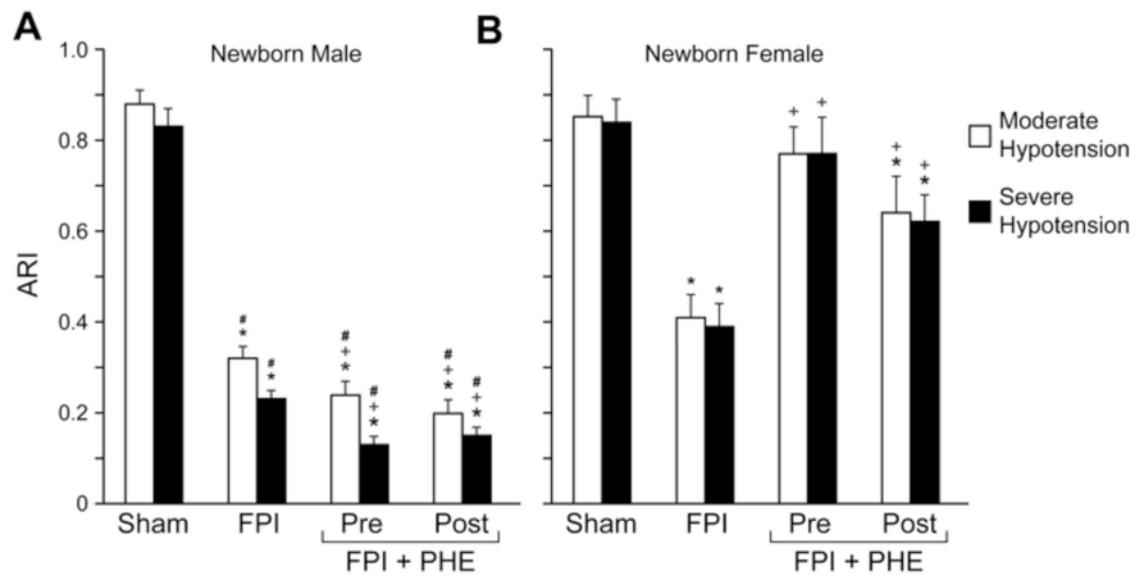 A
Newborn Male
1.0
0.8
0.6
0.4
0.2
0
ARI
#
*
#
*
#
+
*
#
+
*
#
+
*
#
+
*
Sham FPI Pre Post
FPI + PHE
B
Newborn Female
*
*
+
+
+
*
+
*
Sham FPI Pre Post
FPI + PHE
Moderate
Hypotension
Severe
Hypotension